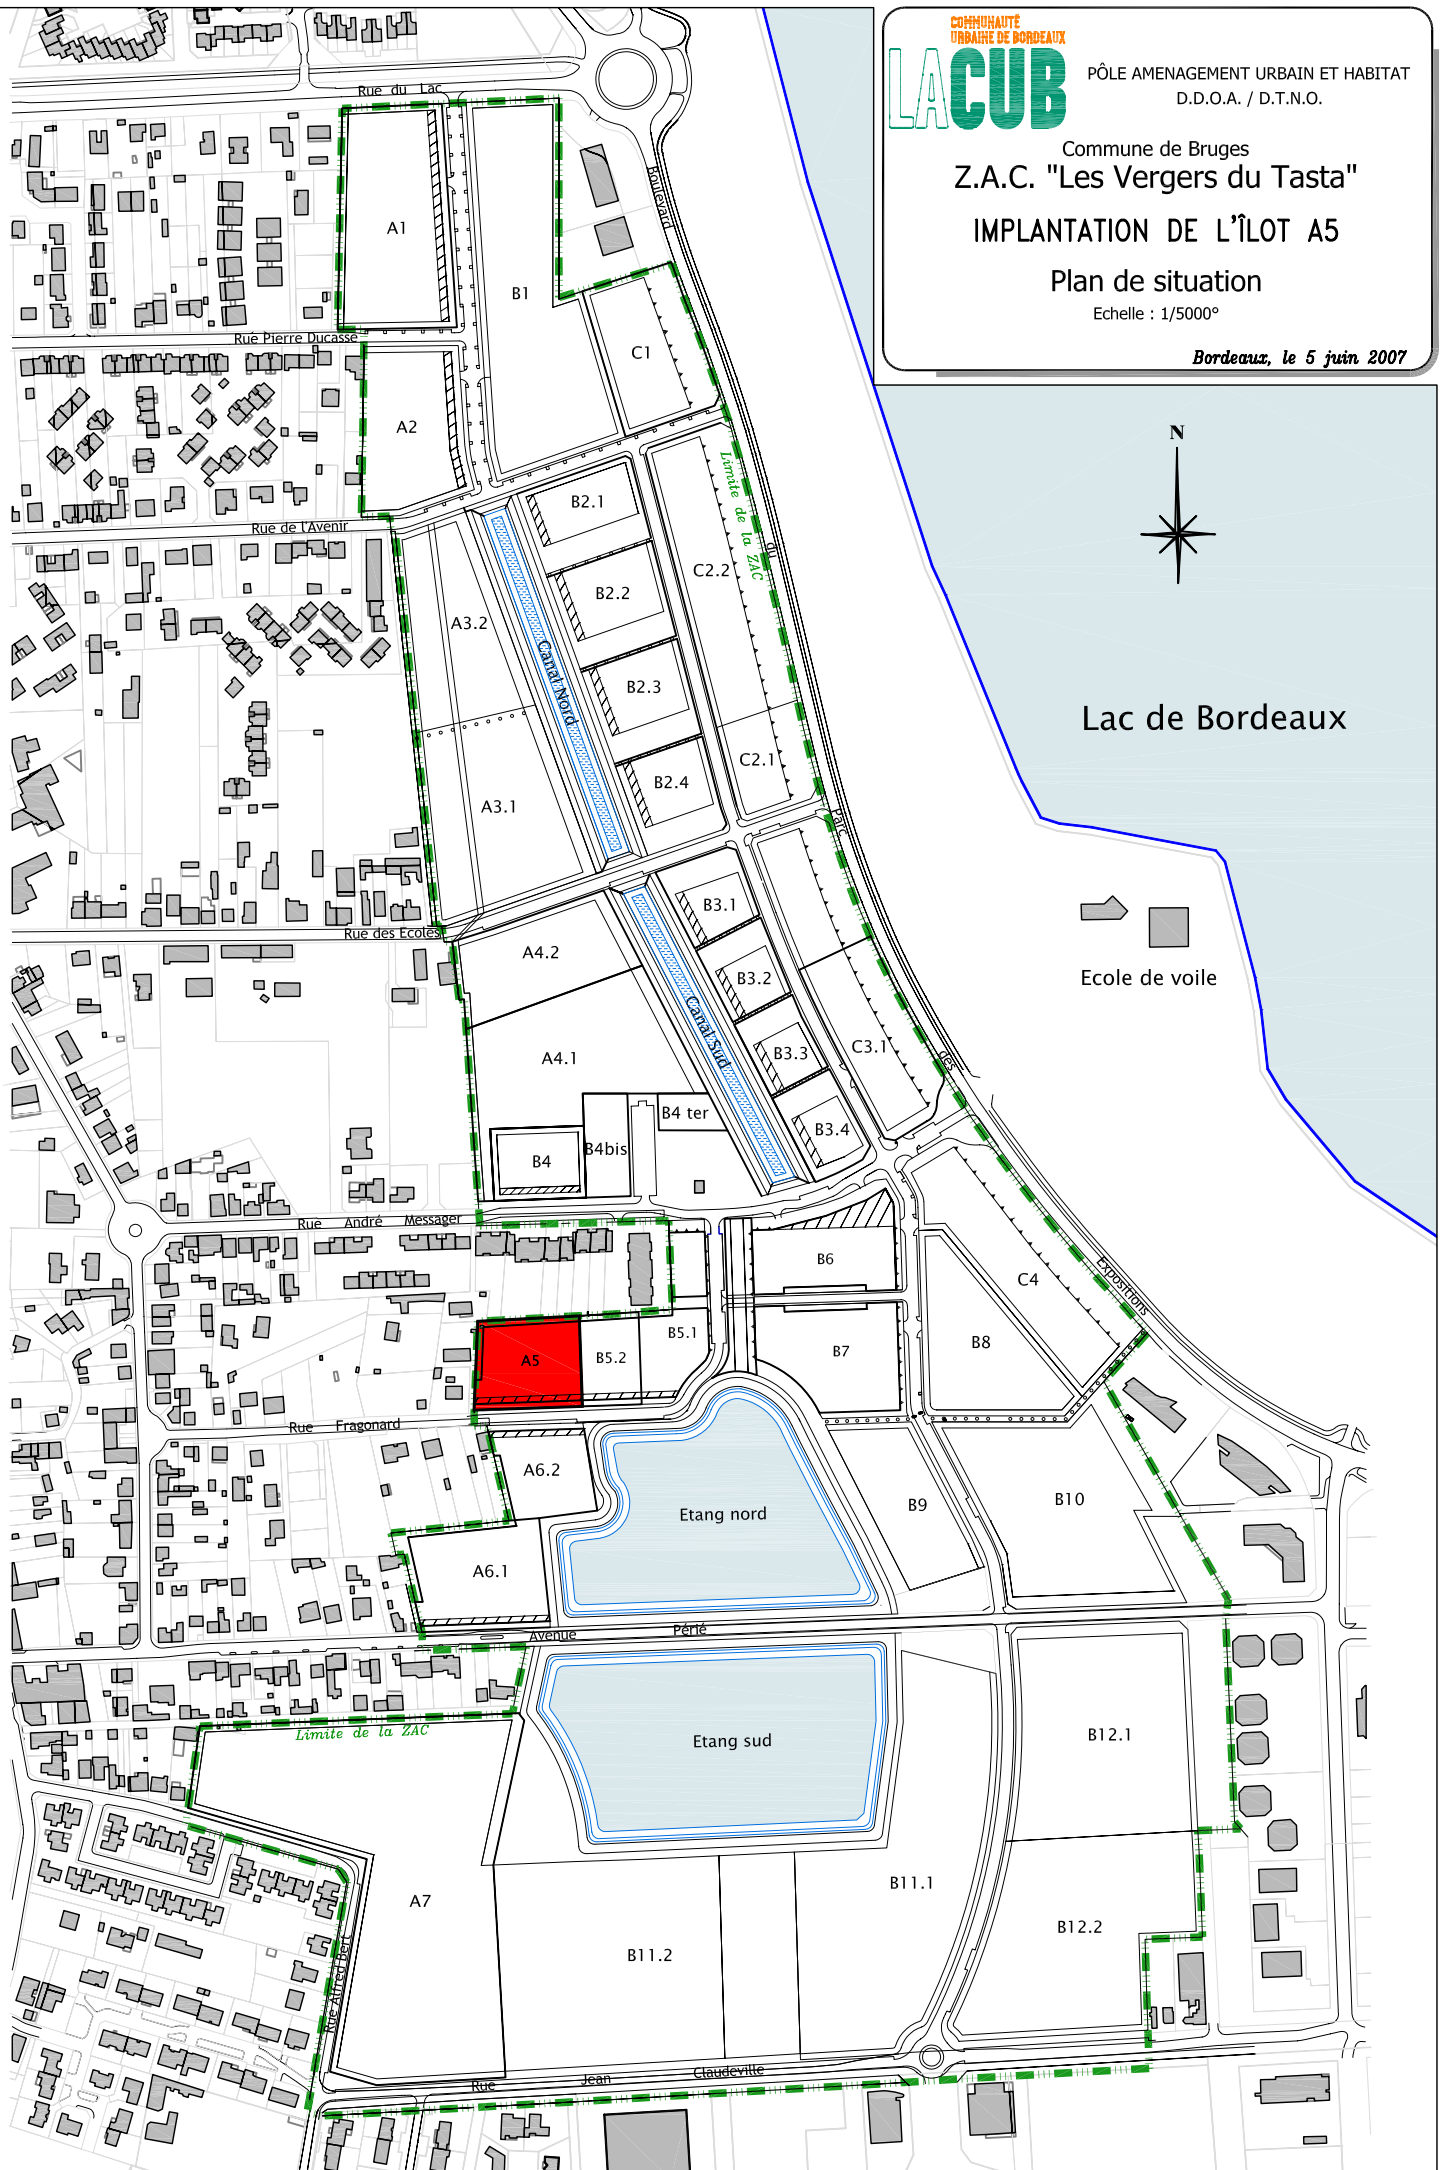 COMMUNAUTÉ
URBAINE DE BORDEAUX
LACUB
PÔLE AMENAGEMENT URBAIN ET HABITAT
D.D.O.A. / D.T.N.O.
Commune de Bruges
Z.A.C. "Les Vergers du Tasta"
IMPLANTATION DE L'ÎLOT A5
Plan de situation
Echelle : 1/5000°
Bordeaux, le 5 juin 2007
N
Rue du Lac
Boulevard
A1
B1
Rue Pierre Ducasse
C1
A2
Limite de la ZAC
B2.1
Rue de l'Avenir
du
C2.2
B2.2
A3.2
Canal Nord
B2.3
Lac de Bordeaux
C2.1
B2.4
A3.1
Parc
B3.1
Rue des Ecoles
A4.2
B3.2
Ecole de voile
Canal Sud
C3.1
B3.3
A4.1
des
B4 ter
B3.4
B4bis
B4
Rue André Messager
B6
C4
Expositions
B5.1
B8
B7
B5.2
A5
Rue Fragonard
A6.2
B10
B9
Etang nord
A6.1
Avenue Périé
Limite de la ZAC
B12.1
Etang sud
B11.1
A7
B12.2
B11.2
Rue Alfred Bert
Rue Jean Claudeville